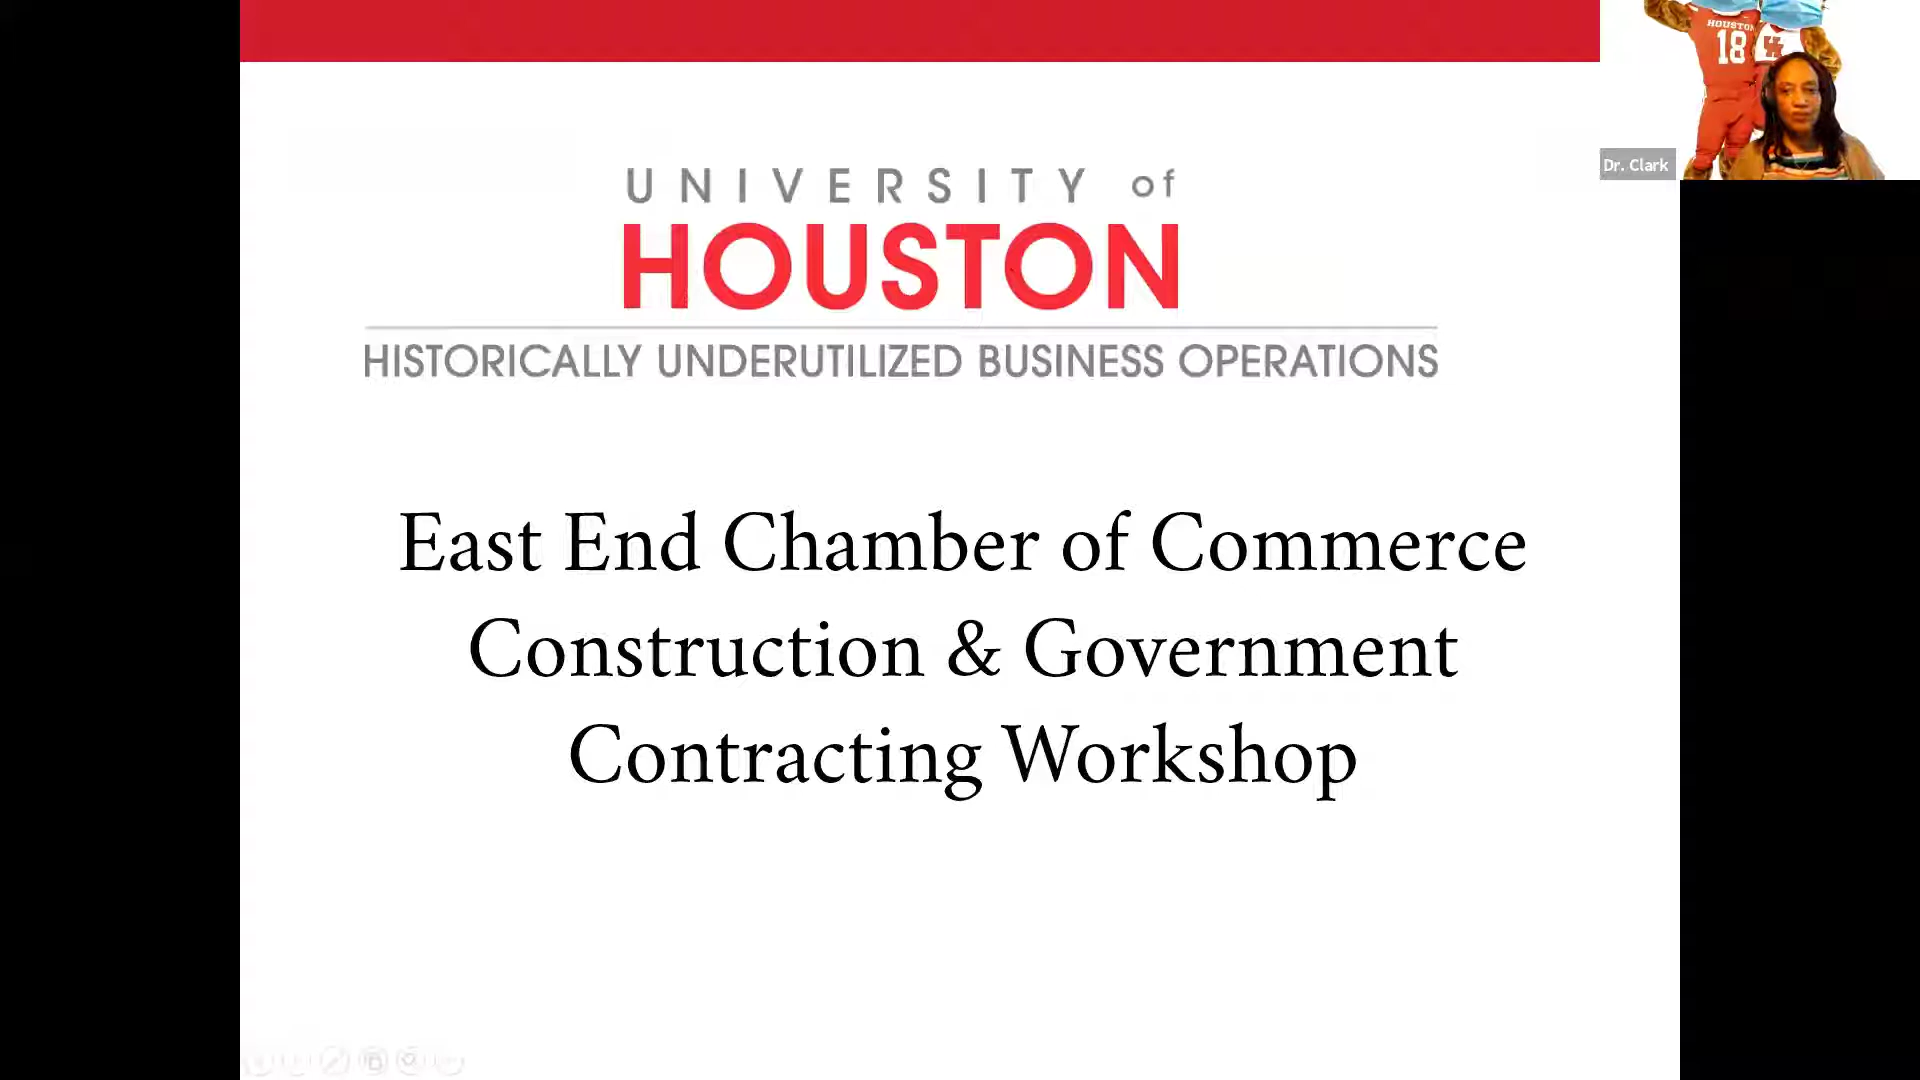 UNIVERSITY of
HOUSTON
HISTORICALLY UNDERUTILIZED BUSINESS OPERATIONS
East End Chamber of Commerce
Construction & Government
Contracting Workshop
HOUSTON
18
Dr. Clark